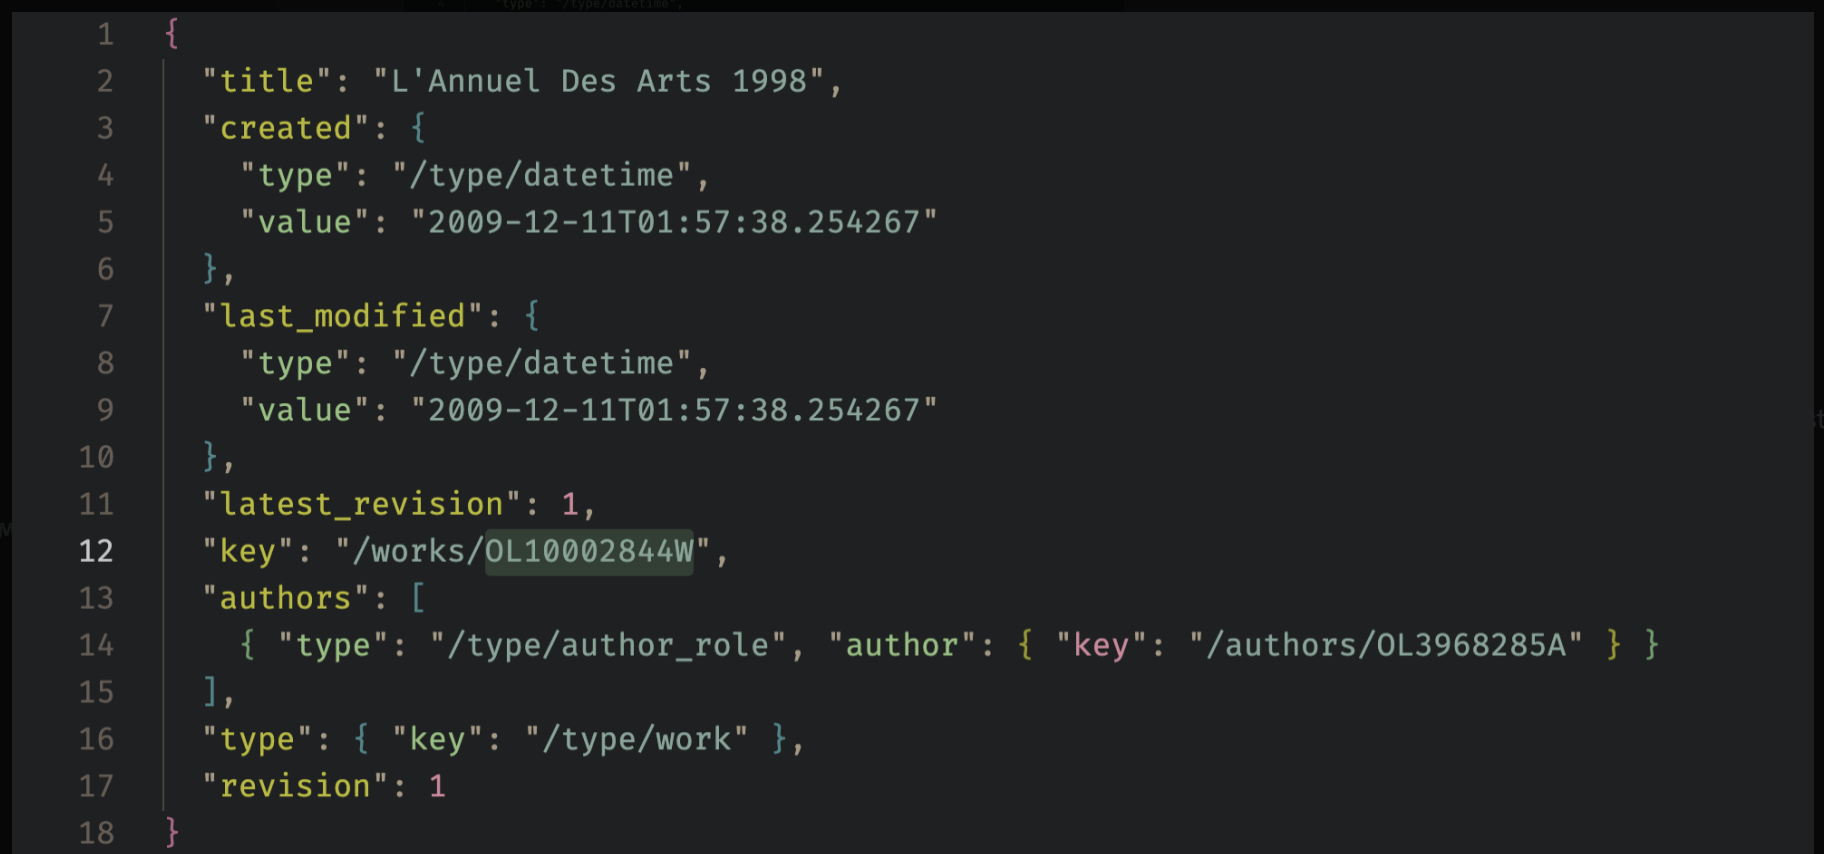 1 {
2 "title": "L'Annuel Des Arts 1998",
3 "created": {
4 "type": "/type/datetime",
5 "value": "2009-12-11T01:57:38.254267"
6 },
7 "last_modified": {
8 "type": "/type/datetime",
9 "value": "2009-12-11T01:57:38.254267"
10 },
11 "latest_revision": 1,
12 "key": "/works/OL10002844W",
13 "authors": [
14 { "type": "/type/author_role", "author": { "key": "/authors/OL3968285A" } }
15 ],
16 "type": { "key": "/type/work" },
17 "revision": 1
18 }